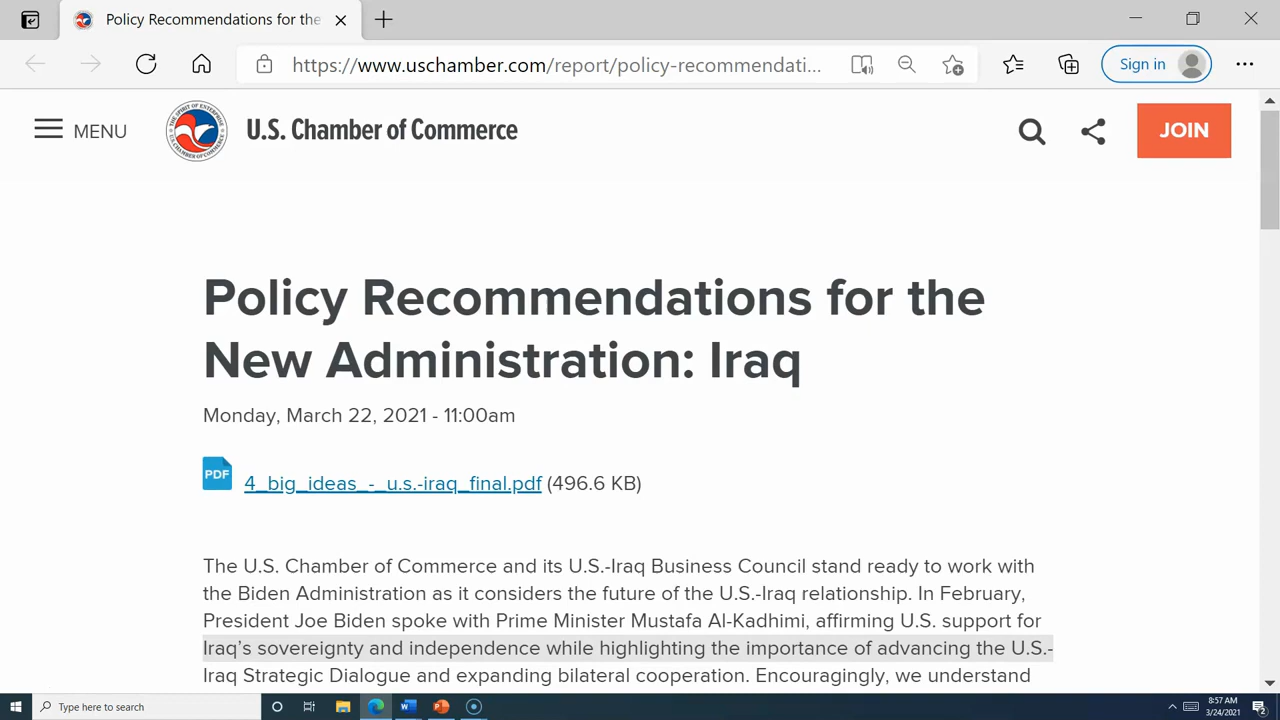 Policy Recommendations for the
https://www.uschamber.com/report/policy-recommendati...
Sign in
MENU
U.S. Chamber of Commerce
JOIN
Policy Recommendations for the
New Administration: Iraq
Monday, March 22, 2021 - 11:00am
PDF
4_big_ideas_-_u.s.-iraq_final.pdf (496.6 KB)
The U.S. Chamber of Commerce and its U.S.-Iraq Business Council stand ready to work with
the Biden Administration as it considers the future of the U.S.-Iraq relationship. In February,
President Joe Biden spoke with Prime Minister Mustafa Al-Kadhimi, affirming U.S. support for
Iraq's sovereignty and independence while highlighting the importance of advancing the U.S.-
Iraq Strategic Dialogue and expanding bilateral cooperation. Encouragingly, we understand
Type here to search
8:57 AM
3/24/2021
2